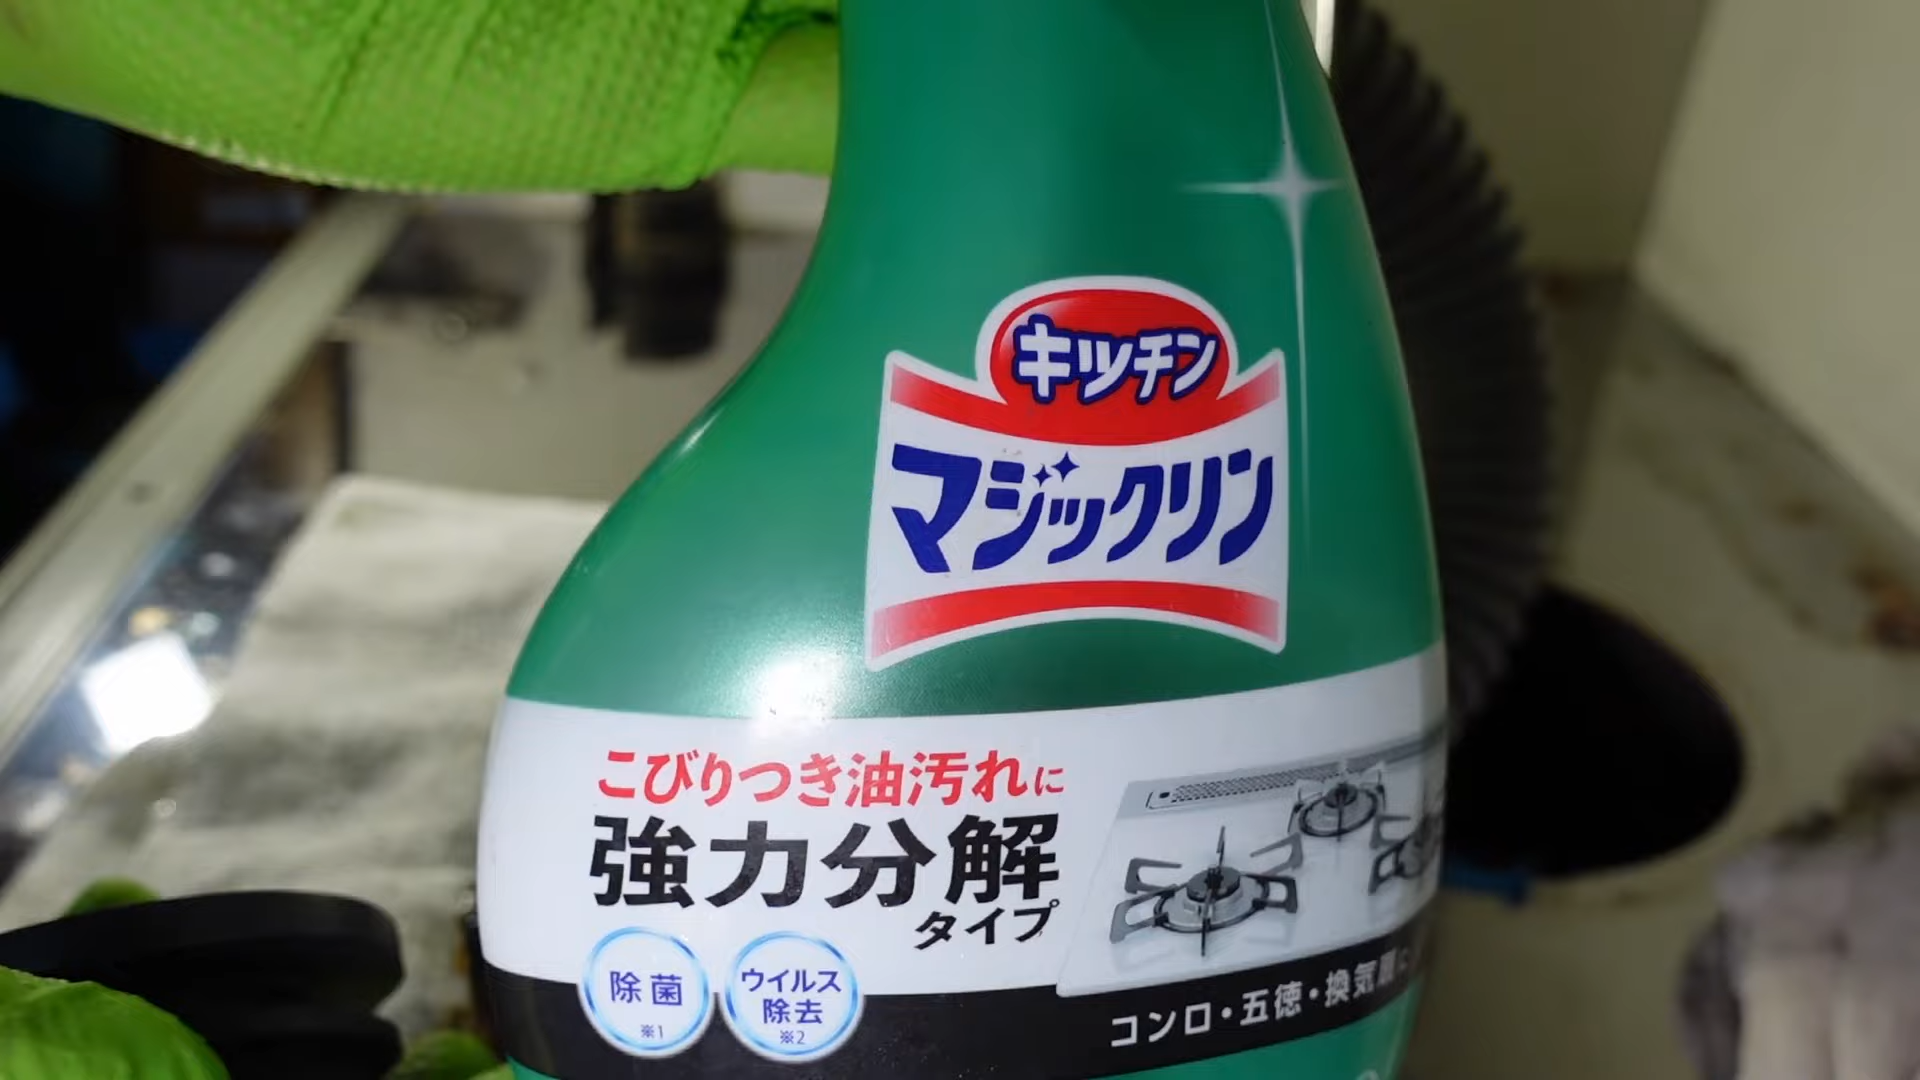 キッチン
マジックリン
こびりつき油汚れに
強力分解
タイプ
除菌
※1
ウイルス
除去
※2
コンロ・五徳・換気扇に